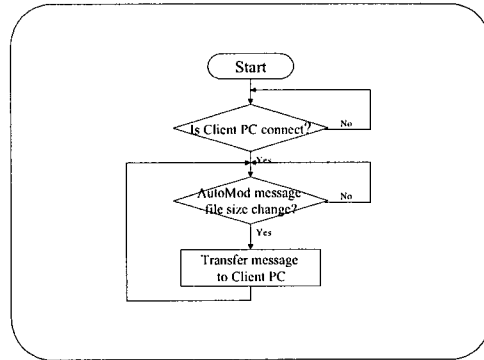 Start
Is Client PC connect?
No
Yes
AutoMod message
file size change?
No
Yes
Transfer message
to Client PC